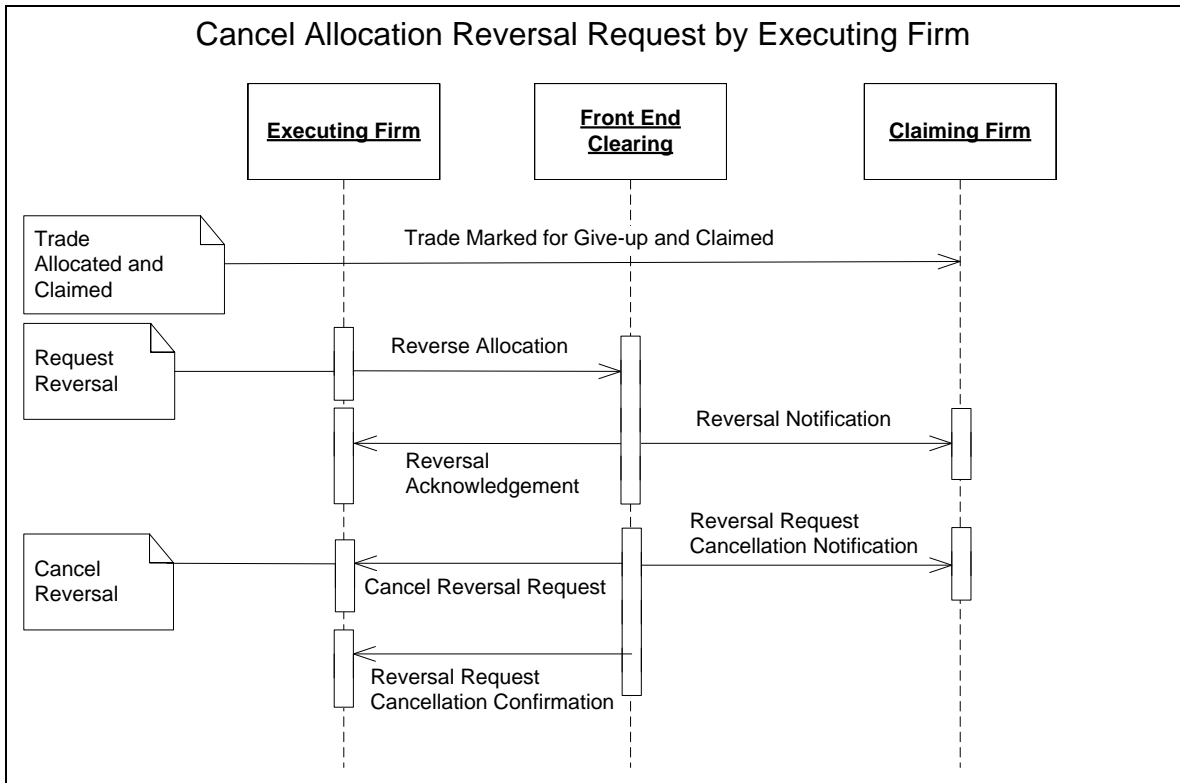 Cancel Allocation Reversal Request by Executing Firm
Executing Firm
Front End
Clearing
Claiming Firm
Trade
Allocated and
Claimed
Trade Marked for Give-up and Claimed
Request
Reversal
Reverse Allocation
Reversal Notification
Reversal
Acknowledgement
Reversal Request
Cancellation Notification
Cancel
Reversal
Cancel Reversal Request
Reversal Request
Cancellation Confirmation